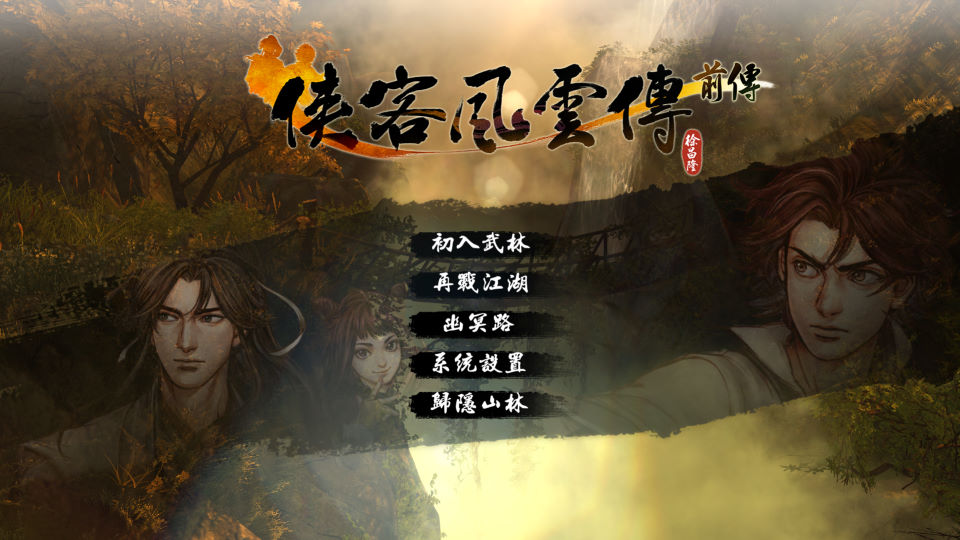 俠客風雲傳
前傳
徐昌隆
初入武林
再戰江湖
幽冥路
系统設置
歸隱山林